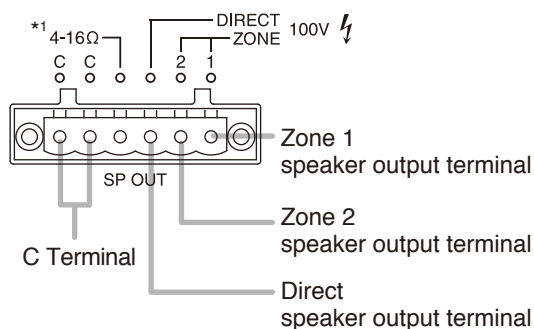 DIRECT
ZONE
100V
*1
4-16Ω
C C 2 1
SP OUT
Zone 1
speaker output terminal
Zone 2
speaker output terminal
C Terminal
Direct
speaker output terminal